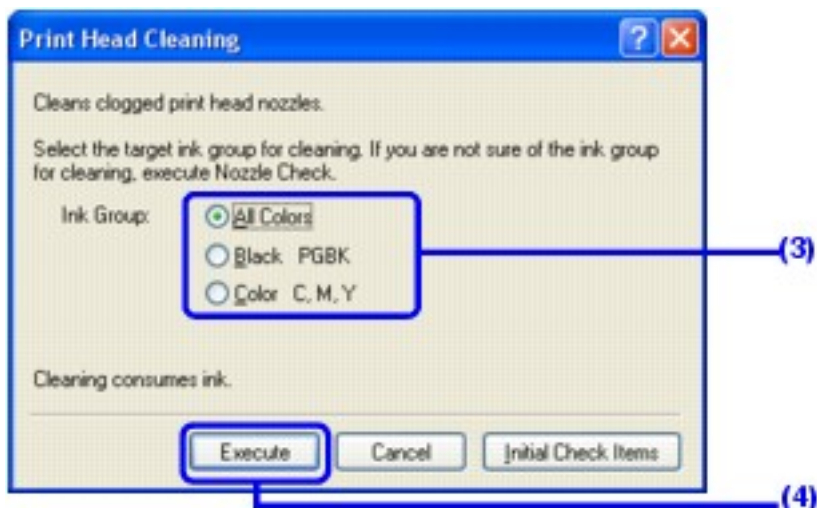 Print Head Cleaning
Cleans clogged print head nozzles.
Select the target ink group for cleaning. If you are not sure of the ink group
for cleaning, execute Nozzle Check.
Ink Group:
All Colors
Black PGBK
Color C, M, Y
(3)
Cleaning consumes ink.
Execute Cancel Initial Check Items
(4)